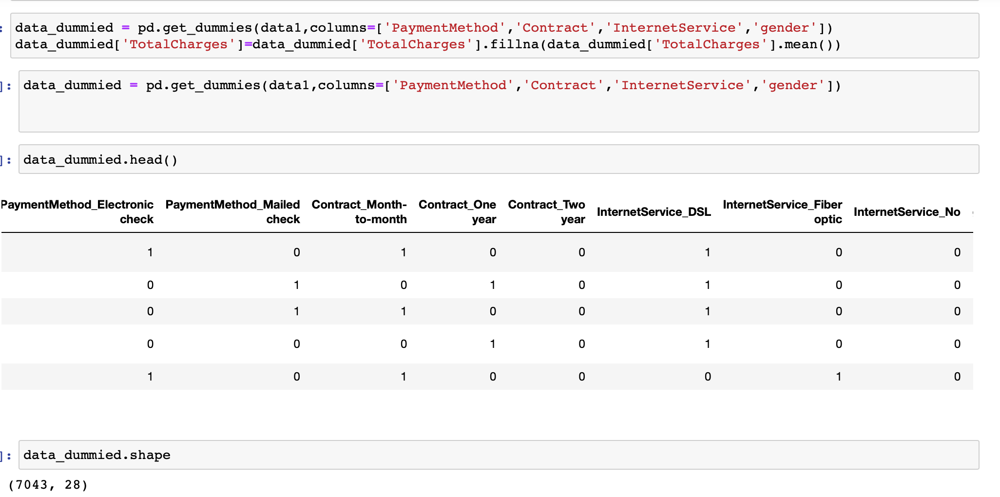 : data_dummied = pd.get_dummies(data1,columns=['PaymentMethod','Contract','InternetService','gender'])
data_dummied['TotalCharges']=data_dummied['TotalCharges'].fillna(data_dummied['TotalCharges'].mean())
]: data_dummied = pd.get_dummies(data1,columns=['PaymentMethod','Contract','InternetService','gender'])
]: data_dummied.head()
PaymentMethod_Electronic PaymentMethod_Mailed Contract_Month- Contract_One Contract_Two InternetService_DSL InternetService_Fiber InternetService_No
check check to-month year year optic
1 0 1 0 0 1 0 0
0 1 0 1 0 1 0 0
0 1 1 0 0 1 0 0
0 0 0 1 0 1 0 0
1 0 1 0 0 0 1 0
]: data_dummied.shape
(7043, 28)